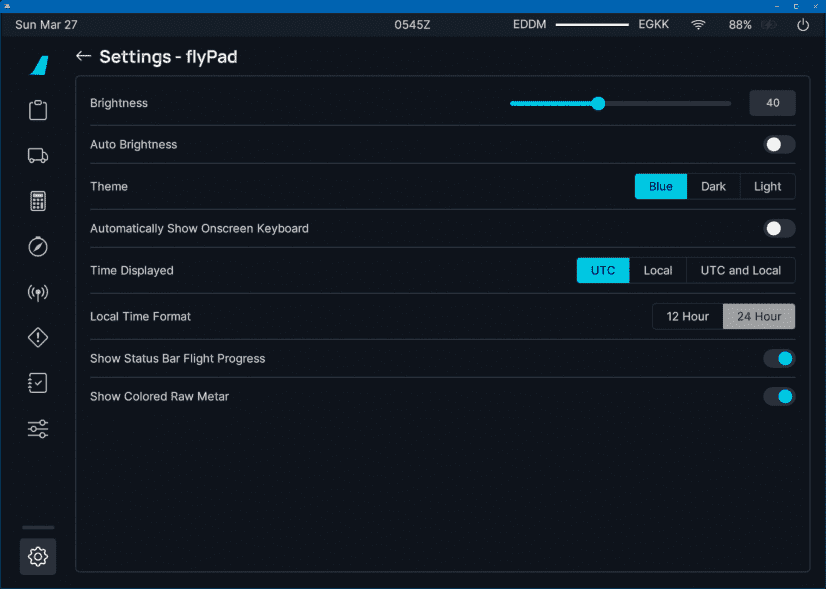 Sun Mar 27 0545Z EDDM EGKK 88%
Settings - flyPad
Brightness 40
Auto Brightness
Theme Blue Dark Light
Automatically Show Onscreen Keyboard
Time Displayed UTC Local UTC and Local
Local Time Format 12 Hour 24 Hour
Show Status Bar Flight Progress
Show Colored Raw Metar